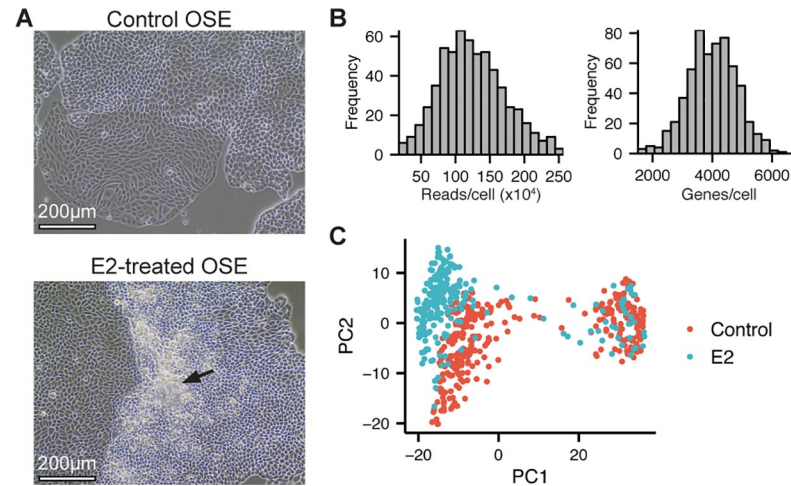 A
Control OSE
200µm
E2-treated OSE
200µm
B
Frequency
60
40
20
0
50 100 150 200 250
Reads/cell (x10⁴)
Frequency
80
60
40
20
0
2000 4000 6000
Genes/cell
C
PC2
10
0
−10
−20
−20 0 20
PC1
Control
E2